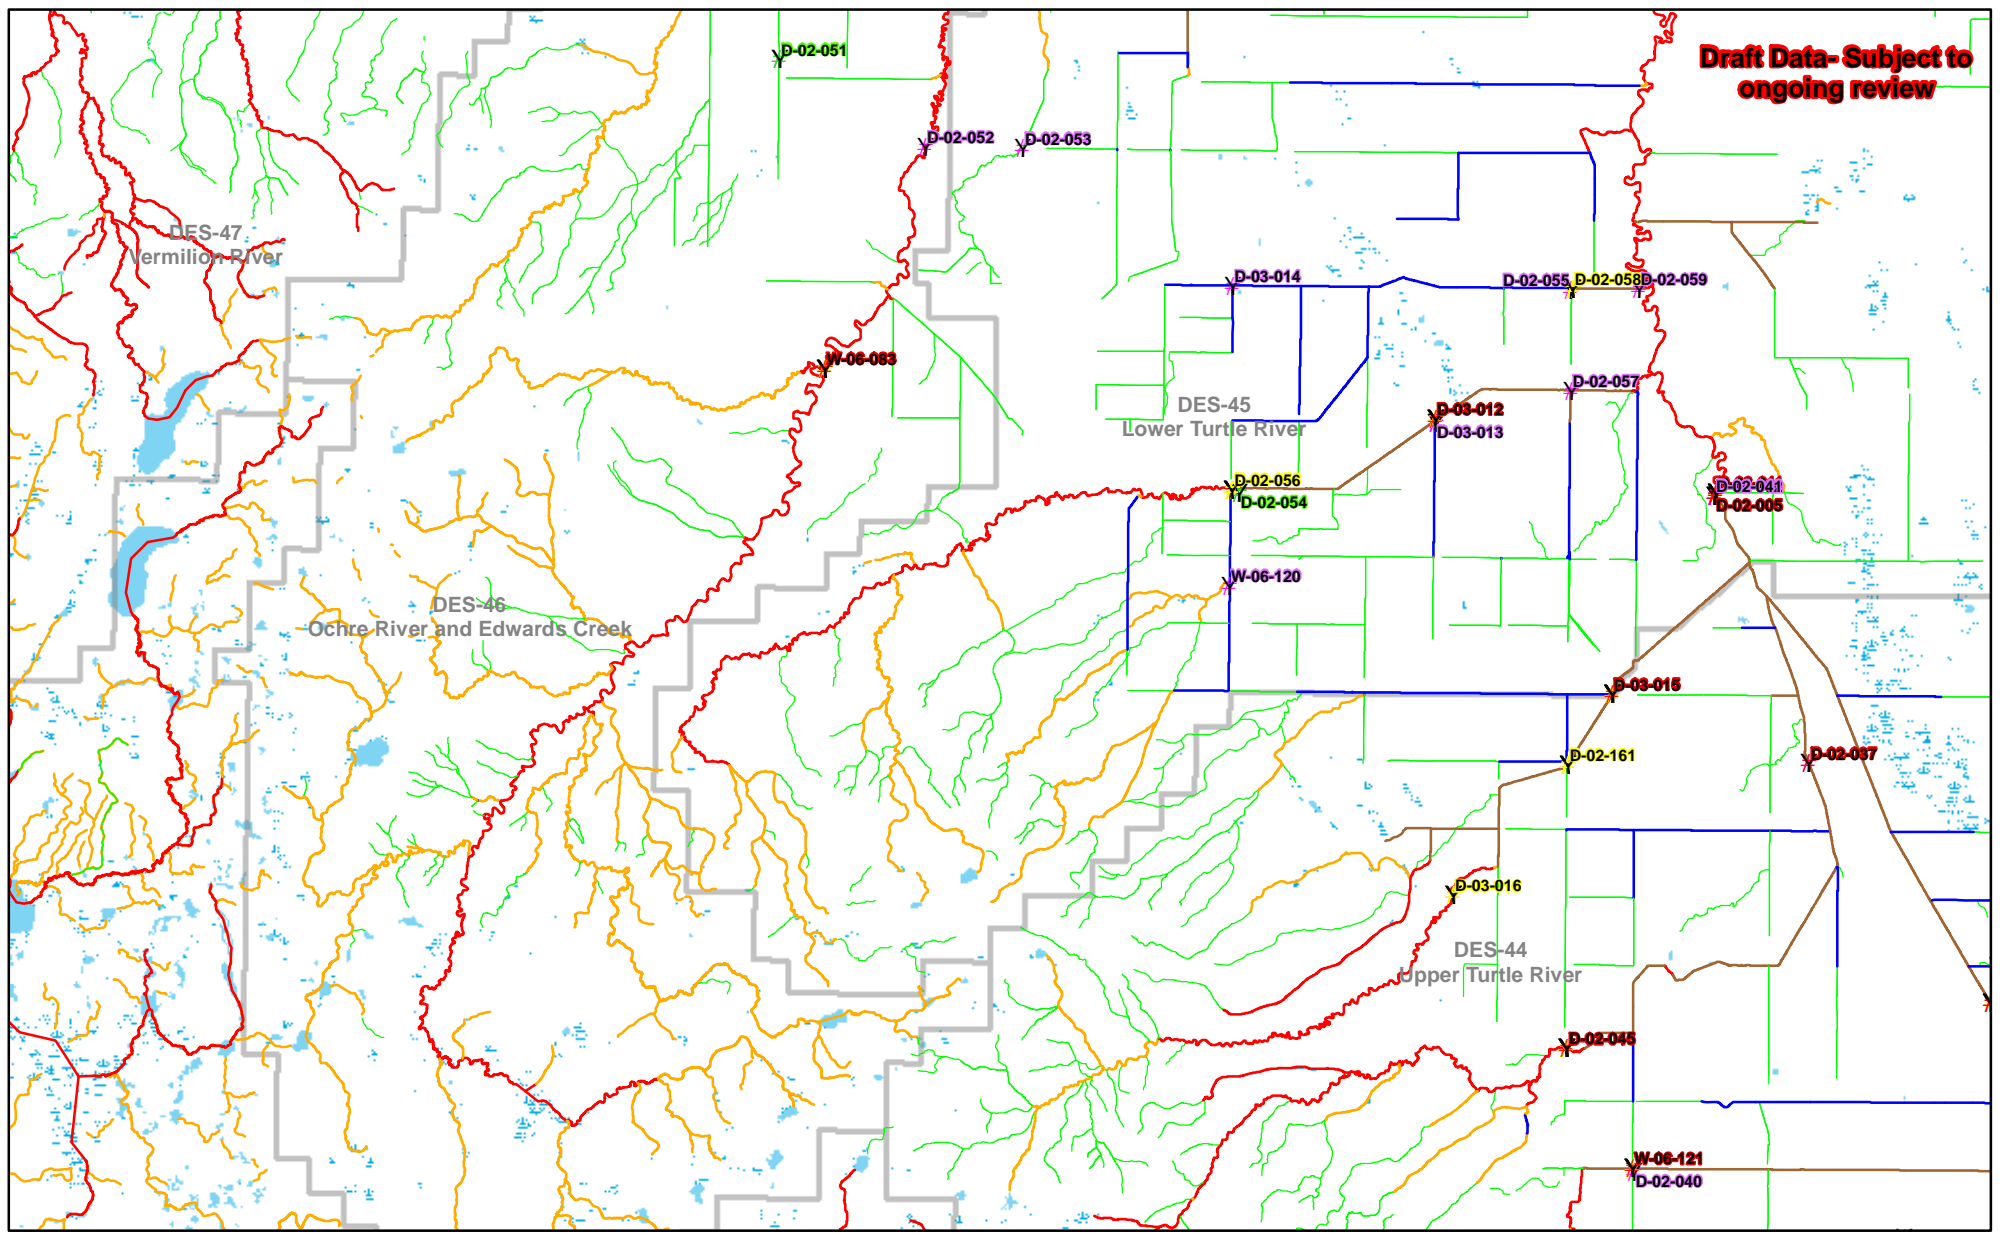 D-02-051
Draft Data- Subject to
ongoing review
D-02-052
D-02-053
DES-47
Vermilion River
D-03-014
D-02-055
D-02-058
D-02-059
W-06-083
D-02-057
DES-45
Lower Turtle River
D-03-012
D-03-013
D-02-056
D-02-054
D-02-041
D-02-005
W-06-120
DES-46
Ochre River and Edwards Creek
D-03-015
D-02-161
D-02-037
D-03-016
DES-44
Upper Turtle River
D-02-045
W-06-121
D-02-040